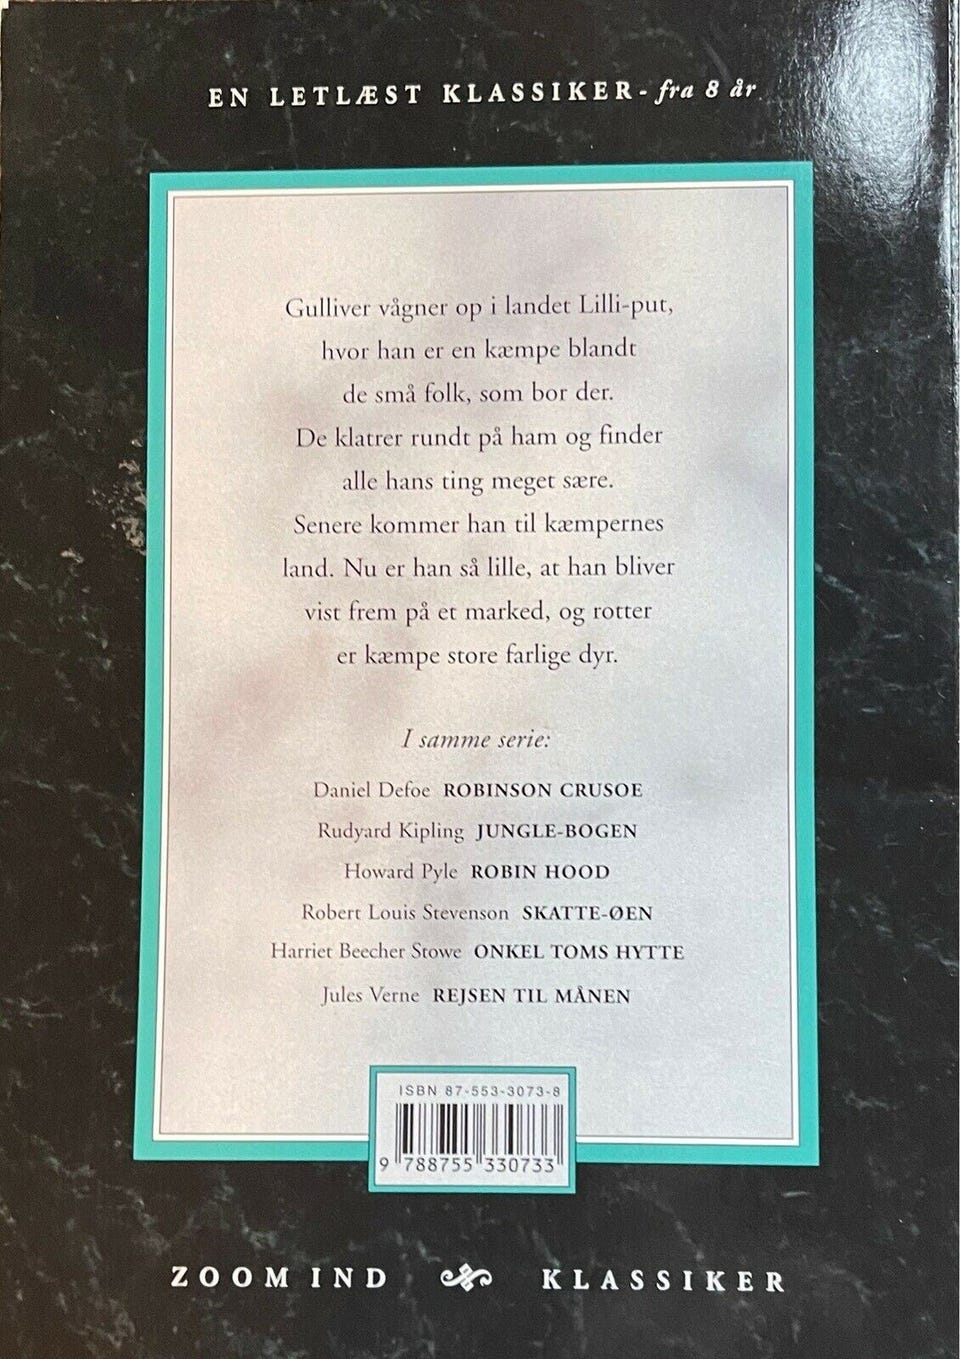 EN LETLÆST KLASSIKER - fra 8 år
Gulliver vågner op i landet Lilli-put,
hvor han er en kæmpe blandt
de små folk, som bor der.
De klatrer rundt på ham og finder
alle hans ting meget sære.
Senere kommer han til kæmpernes
land. Nu er han så lille, at han bliver
vist frem på et marked, og rotter
er kæmpe store farlige dyr.
I samme serie:
Daniel Defoe ROBINSON CRUSOE
Rudyard Kipling JUNGLE-BOGEN
Howard Pyle ROBIN HOOD
Robert Louis Stevenson SKATTE-ØEN
Harriet Beecher Stowe ONKEL TOMS HYTTE
Jules Verne REJSEN TIL MÅNEN
ISBN 87-553-3073-8
9 788755 330733
ZOOM IND KLASSIKER